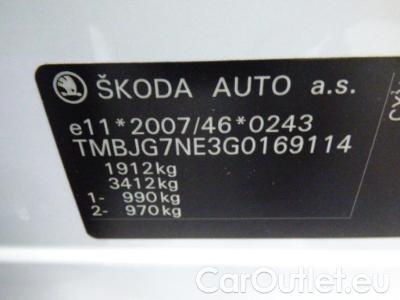 ŠKODA AUTO a.s.
e11*2007/46*0243
TMBJG7NE3G0169114
1912kg
3412kg
1- 990kg
2- 970kg
CarOutlet.eu